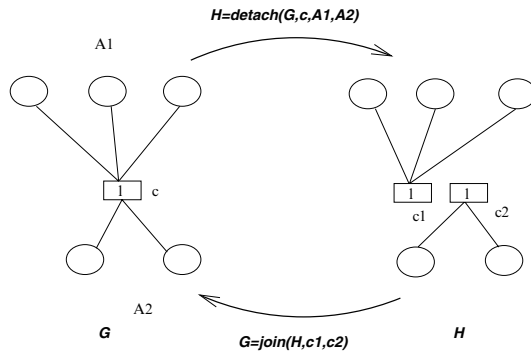 H=detach(G,c,A1,A2)
A1
1
c
1
1
c1
c2
A2
G
G=join(H,c1,c2)
H